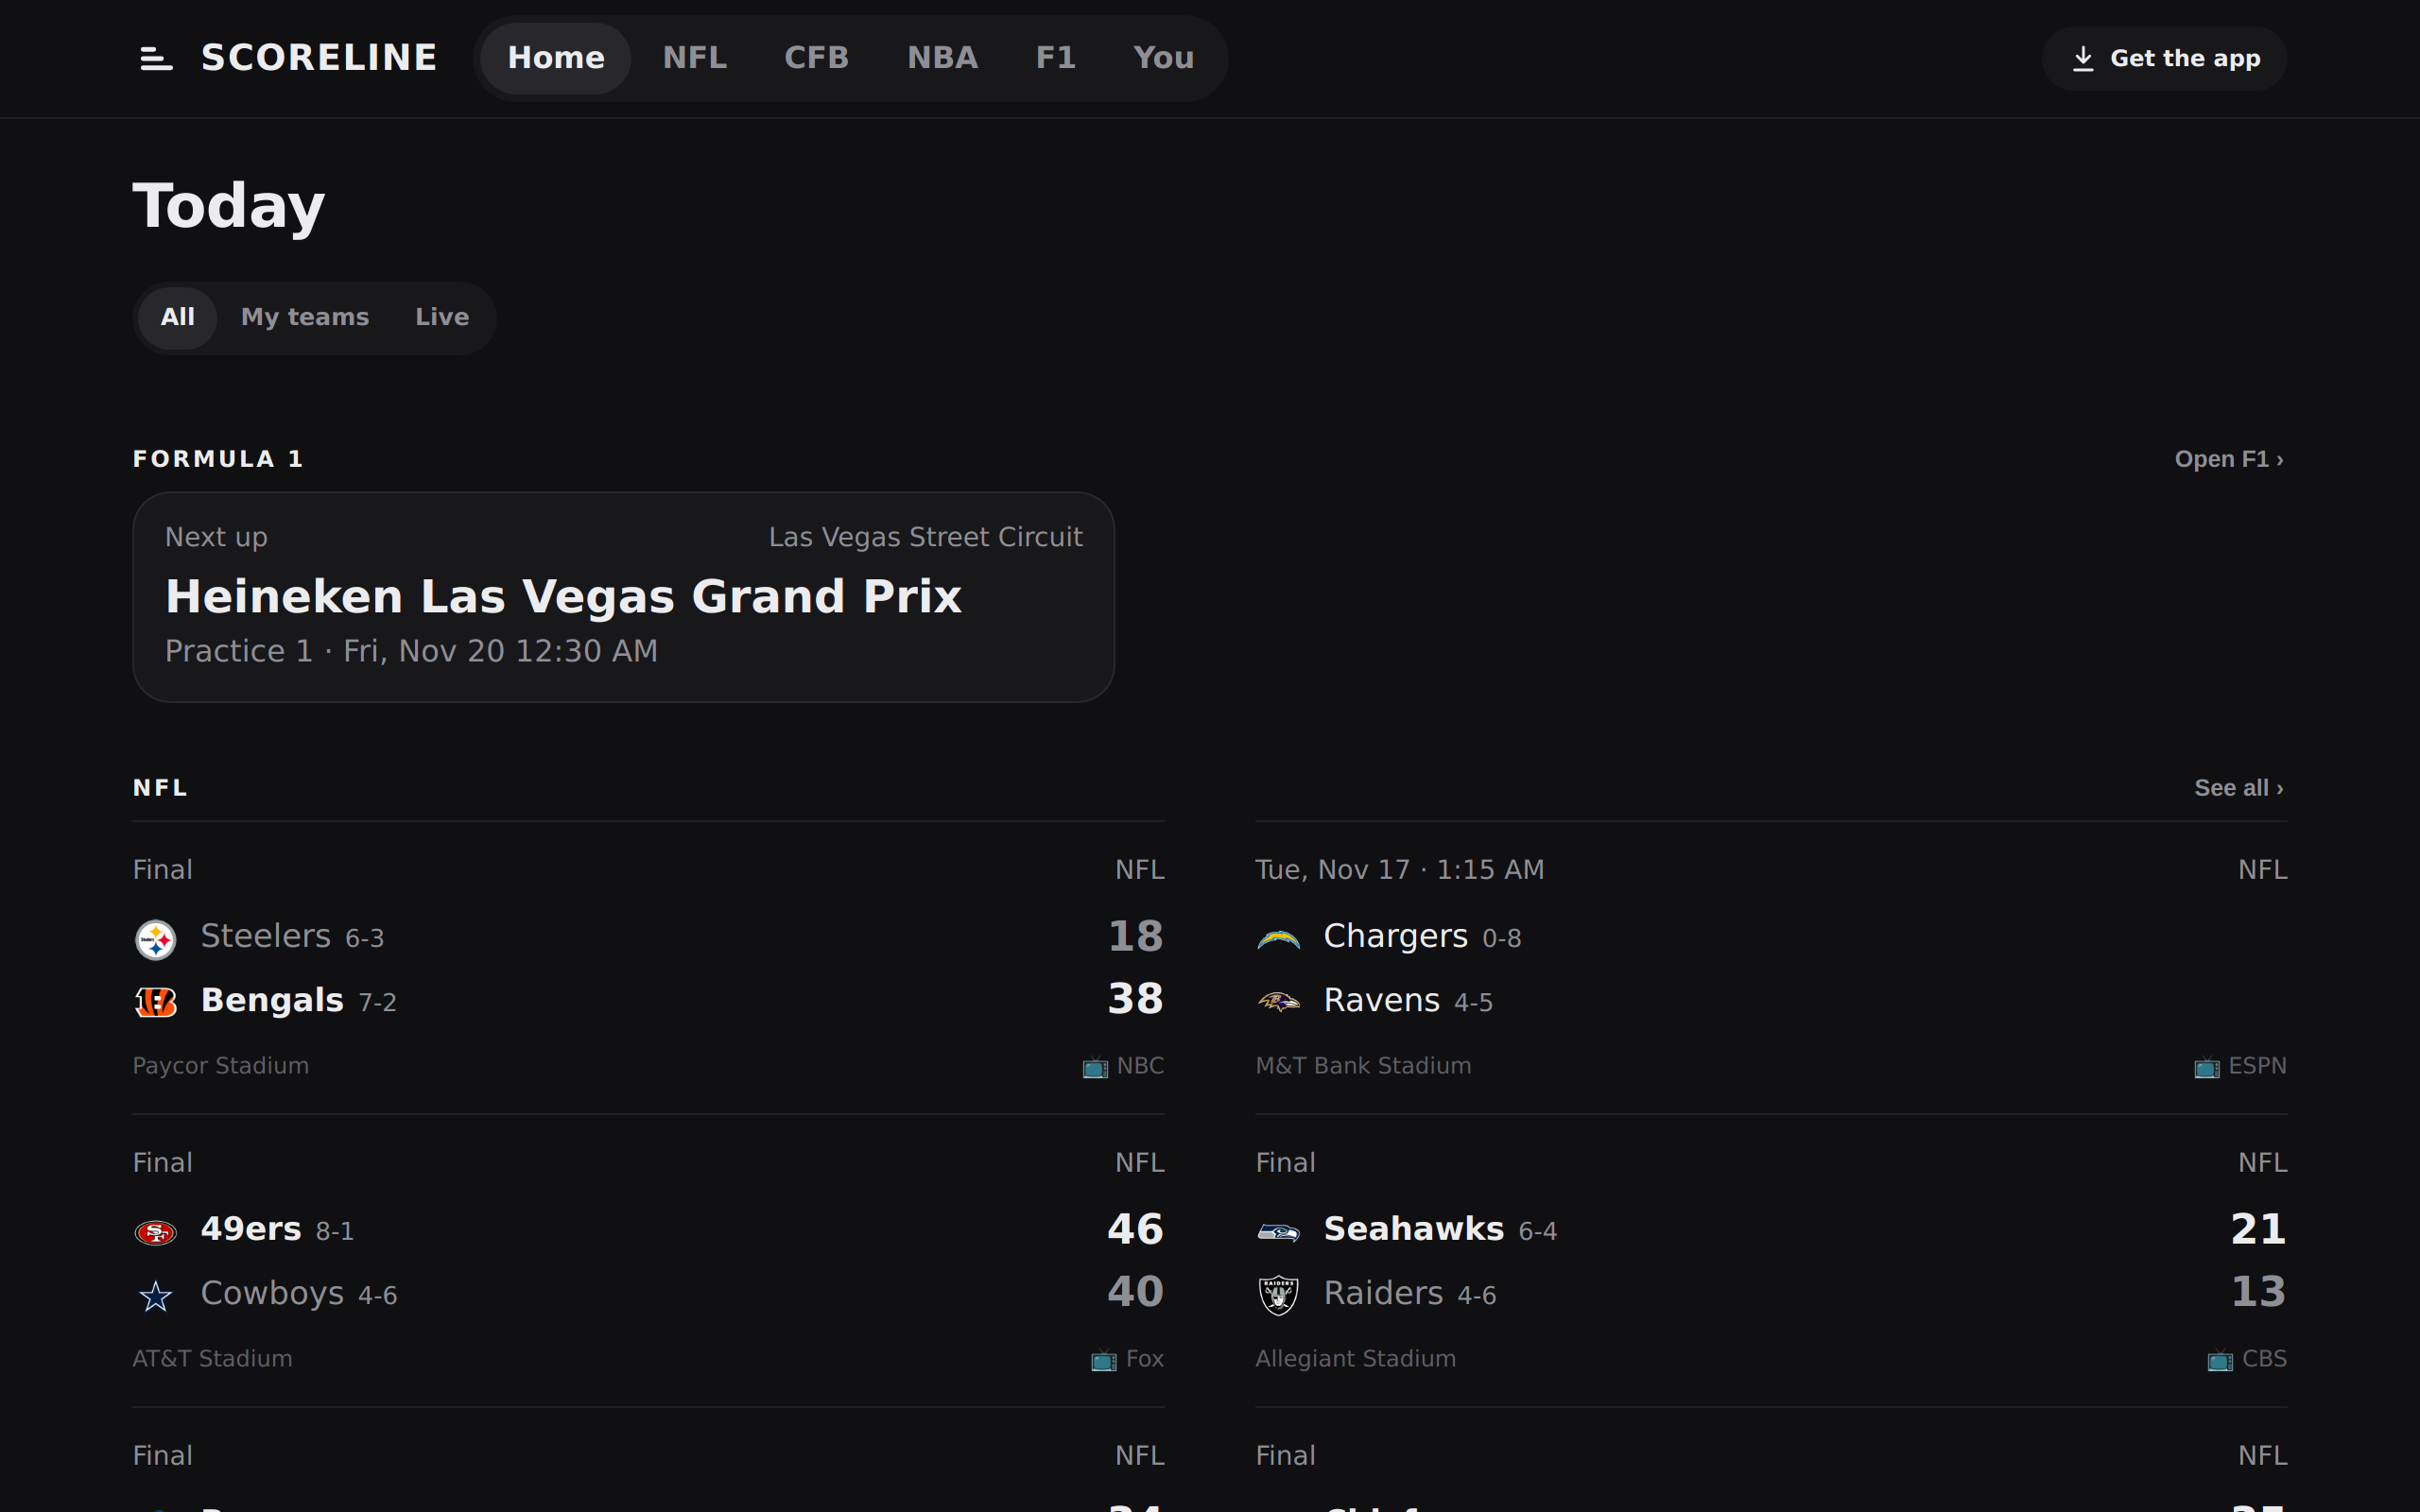 SCORELINE Home NFL CFB NBA F1 You Get the app
Today
All My teams Live
FORMULA 1 Open F1 ›
Next up Las Vegas Street Circuit
Heineken Las Vegas Grand Prix
Practice 1 · Fri, Nov 20 12:30 AM
NFL See all ›
Final NFL
Steelers 6-3 18
Bengals 7-2 38
Paycor Stadium 📺 NBC
Tue, Nov 17 · 1:15 AM NFL
Chargers 0-8
Ravens 4-5
M&T Bank Stadium 📺 ESPN
Final NFL
49ers 8-1 46
Cowboys 4-6 40
AT&T Stadium 📺 Fox
Final NFL
Seahawks 6-4 21
RAIDERS
Raiders 4-6 13
Allegiant Stadium 📺 CBS
Final NFL
Final NFL